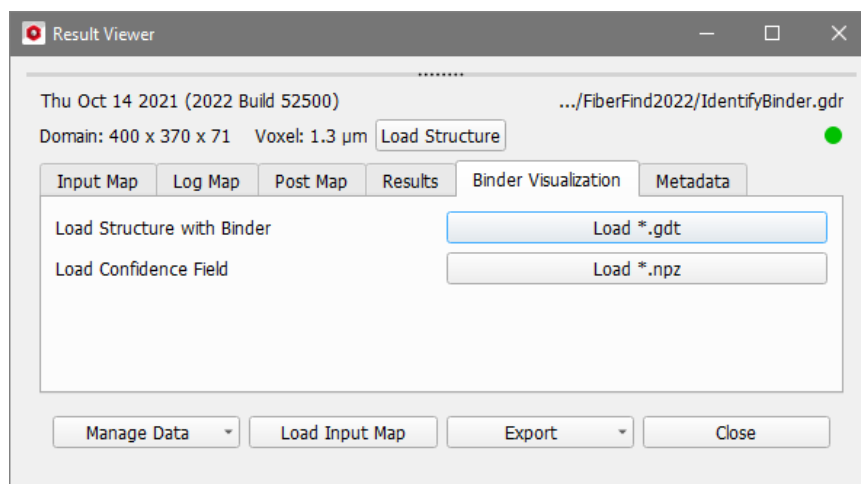 Result Viewer
Thu Oct 14 2021 (2022 Build 52500) .../FiberFind2022/IdentifyBinder.gdr
Domain: 400 x 370 x 71 Voxel: 1.3 µm Load Structure
Input Map Log Map Post Map Results Binder Visualization Metadata
Load Structure with Binder Load *.gdt
Load Confidence Field Load *.npz
Manage Data Load Input Map Export Close